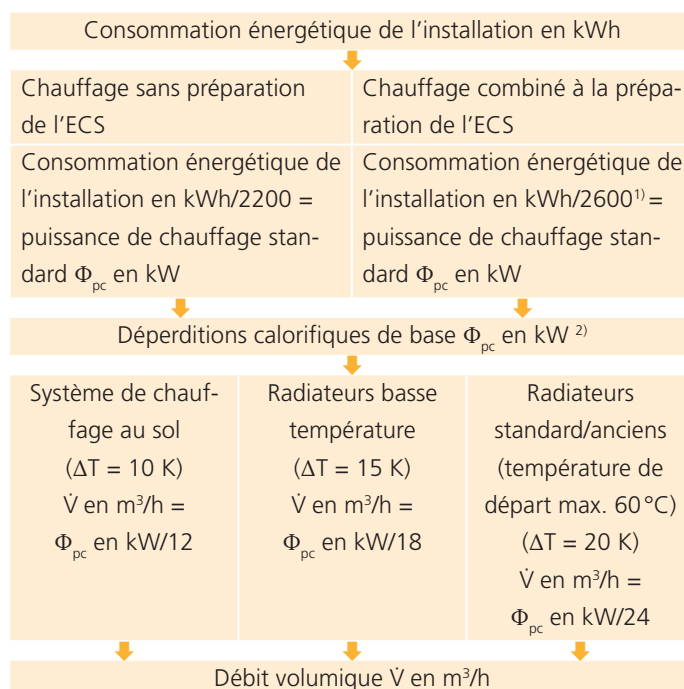 Consommation énergétique de l'installation en kWh
Chauffage sans préparation
de l'ECS
Chauffage combiné à la prépa-
ration de l'ECS
Consommation énergétique de
l'installation en kWh/2200 =
puissance de chauffage stan-
dard Φpc en kW
Consommation énergétique de
l'installation en kWh/2600¹⁾ =
puissance de chauffage stan-
dard Φpc en kW
Déperditions calorifiques de base Φpc en kW ²⁾
Système de chauf-
fage au sol
(ΔT = 10 K)
V̇ en m³/h =
Φpc en kW/12
Radiateurs basse
température
(ΔT = 15 K)
V̇ en m³/h =
Φpc en kW/18
Radiateurs
standard/anciens
(température de
départ max. 60 °C)
(ΔT = 20 K)
V̇ en m³/h =
Φpc en kW/24
Débit volumique V̇ en m³/h